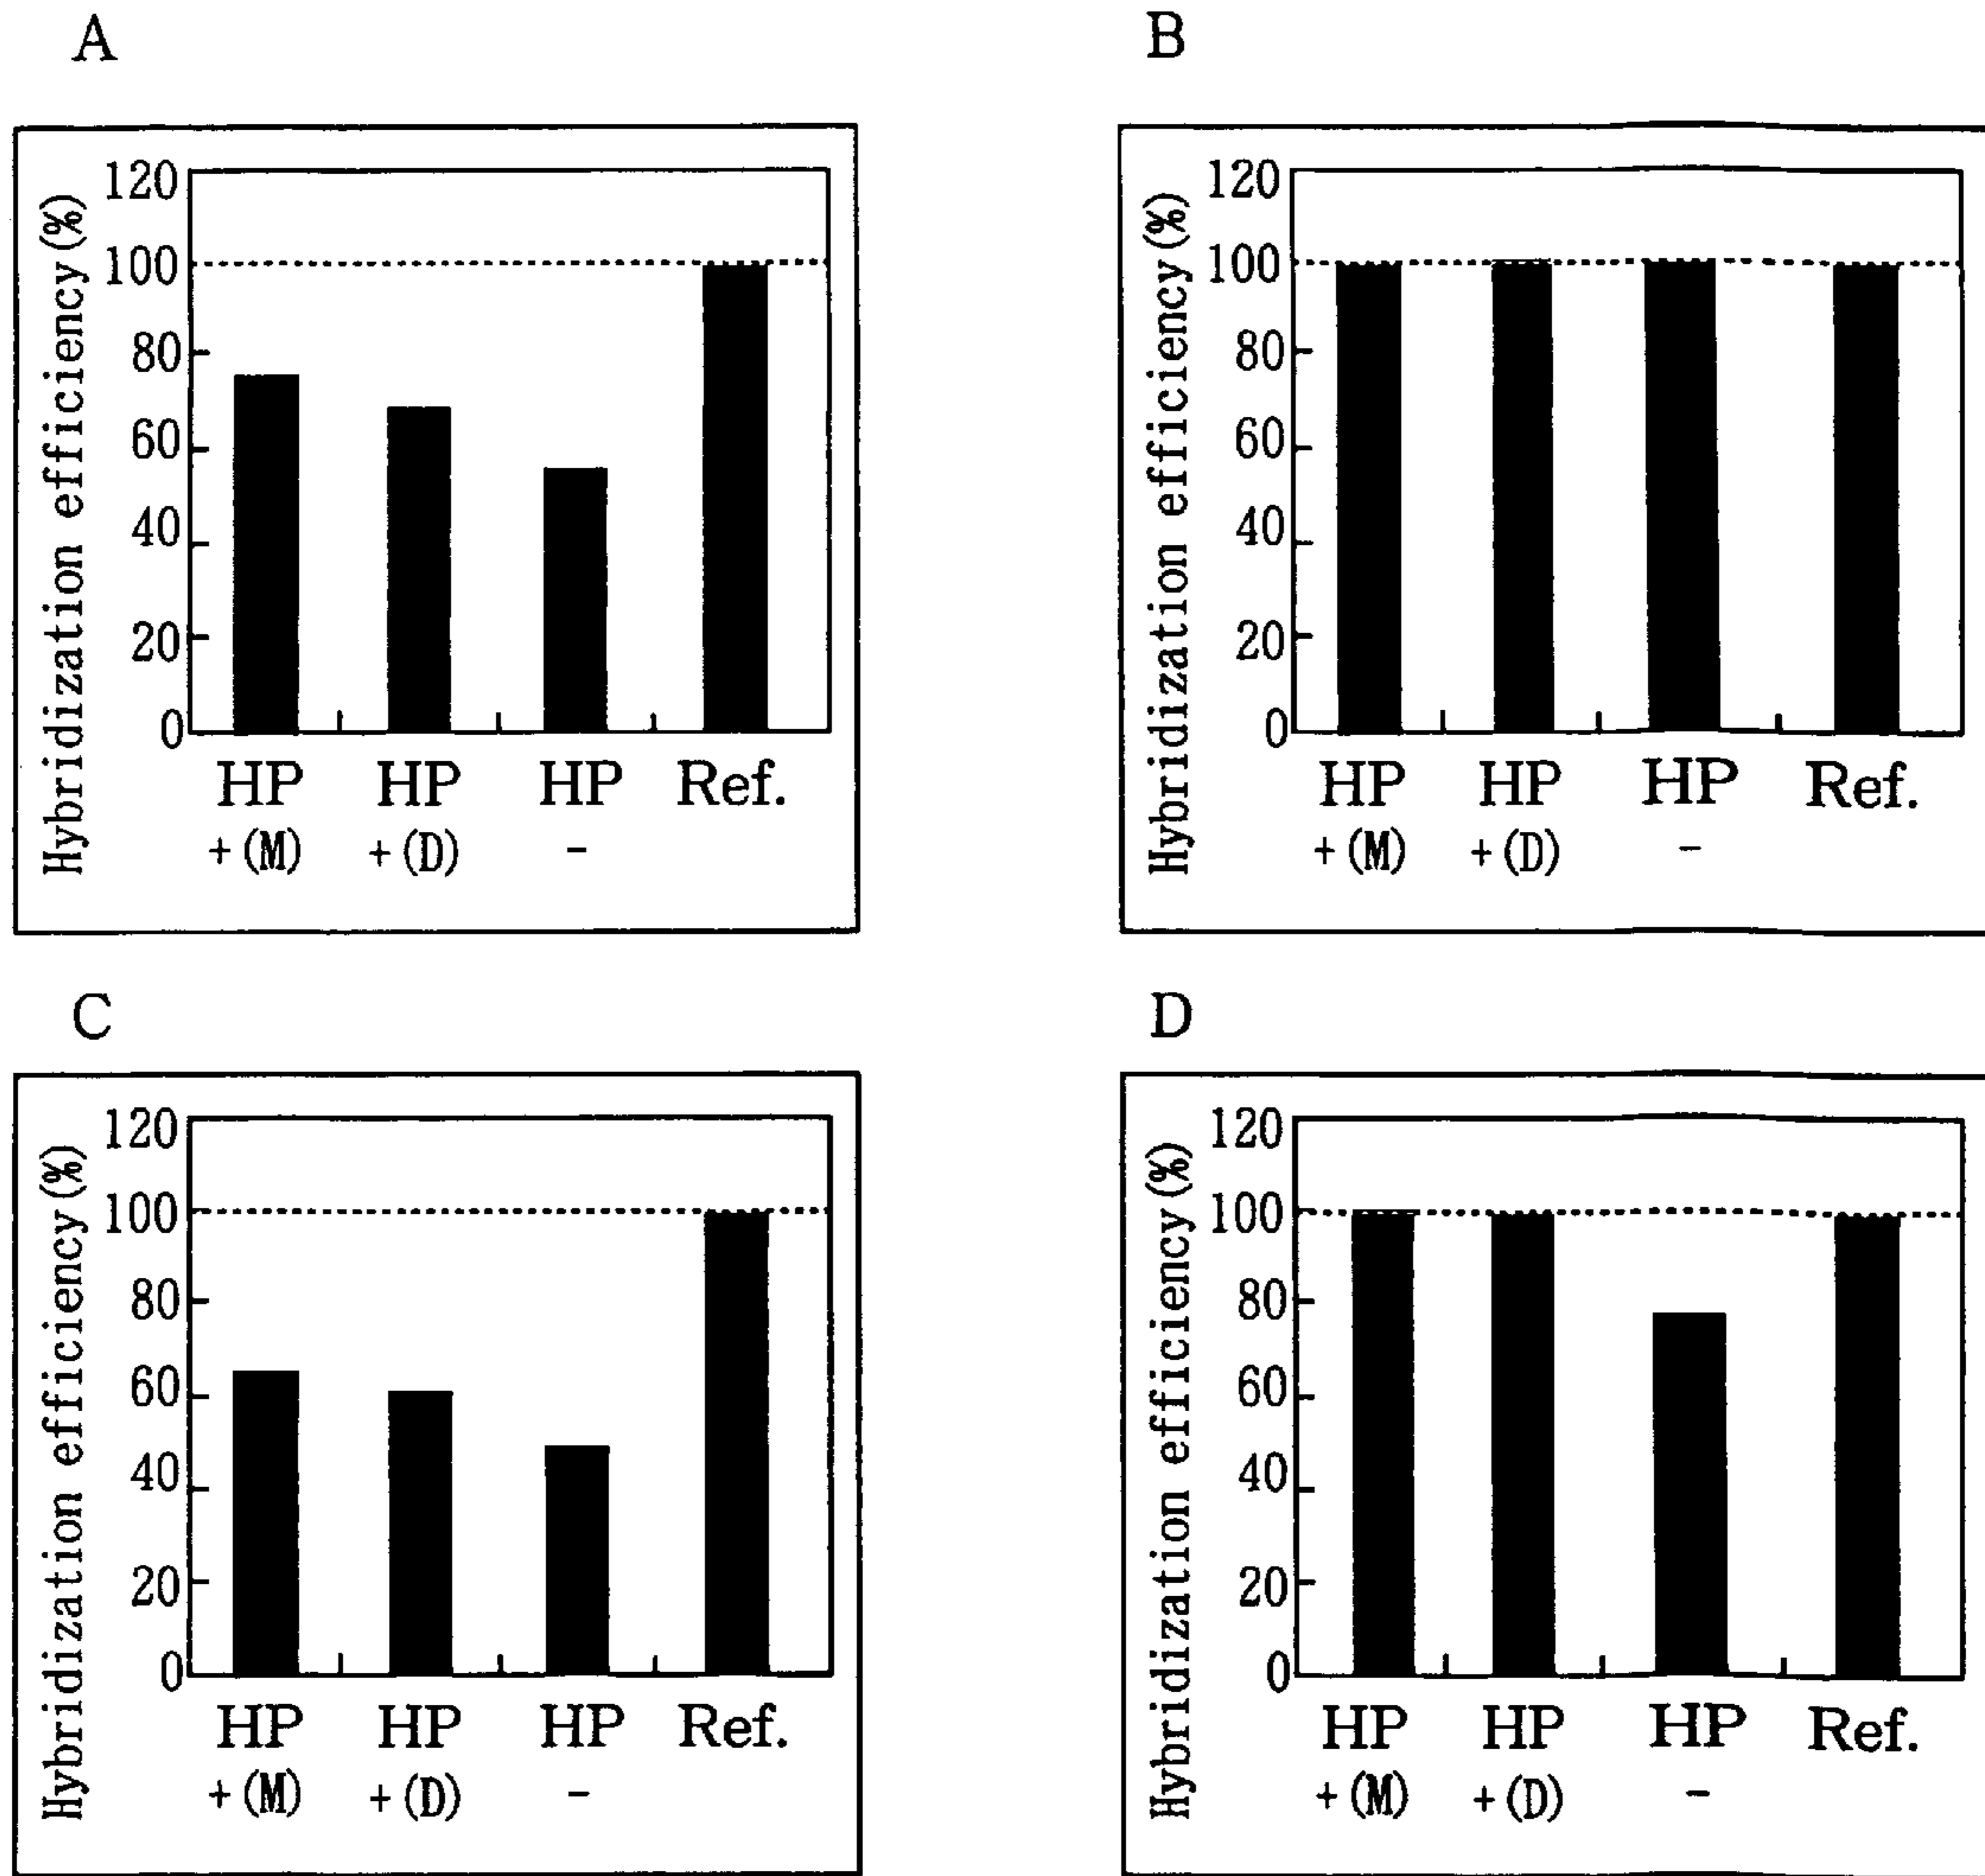 A
Hybridization efficiency (%)
120
100
80
60
40
20
0
HP HP HP Ref.
+(M) +(D) -
B
Hybridization efficiency (%)
120
100
80
60
40
20
0
HP HP HP Ref.
+(M) +(D) -
C
Hybridization efficiency (%)
120
100
80
60
40
20
0
HP HP HP Ref.
+(M) +(D) -
D
Hybridization efficiency (%)
120
100
80
60
40
20
0
HP HP HP Ref.
+(M) +(D) -